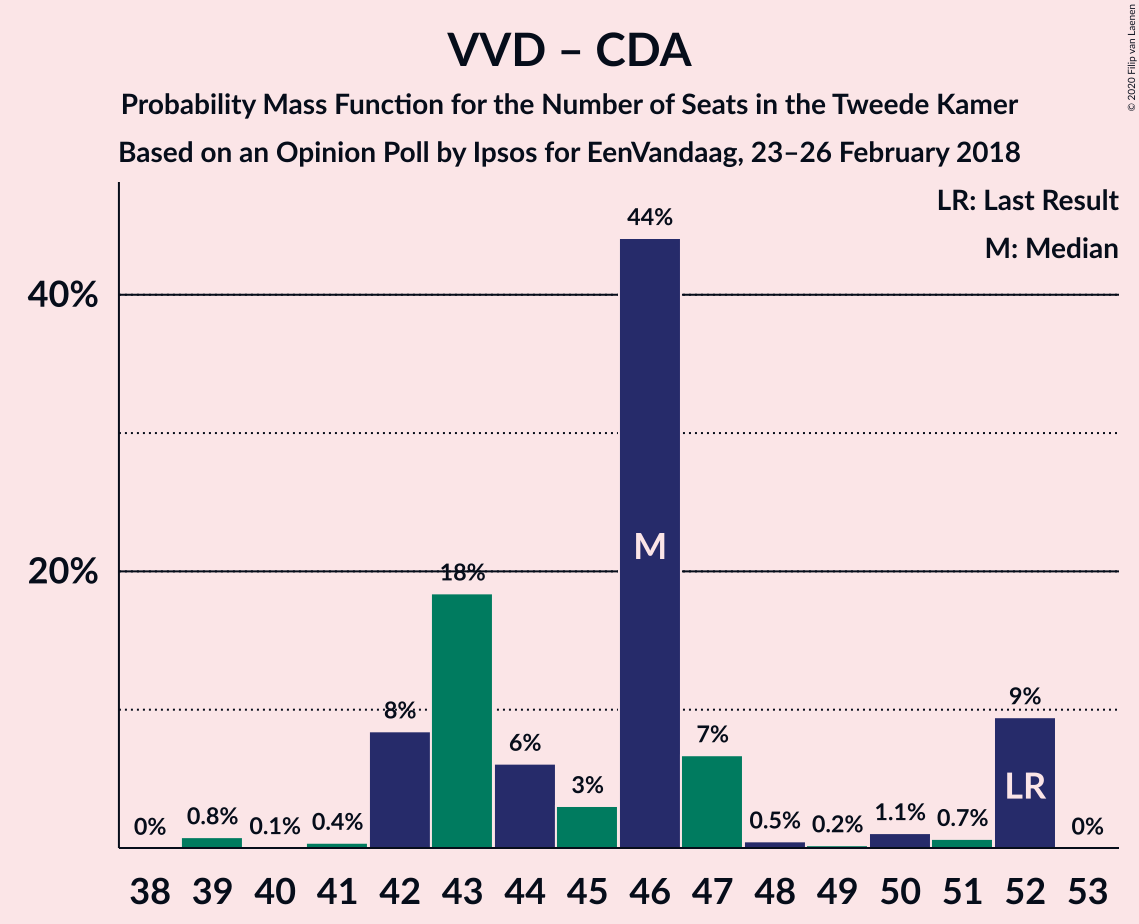 VVD – CDA
Probability Mass Function for the Number of Seats in the Tweede Kamer
Based on an Opinion Poll by Ipsos for EenVandaag, 23–26 February 2018
© 2020 Filip van Laenen
LR: Last Result
M: Median
40%
20%
0%
0.8%
0.1%
0.4%
8%
18%
6%
3%
44%
7%
0.5%
0.2%
1.1%
0.7%
9%
0%
M
LR
38 39 40 41 42 43 44 45 46 47 48 49 50 51 52 53